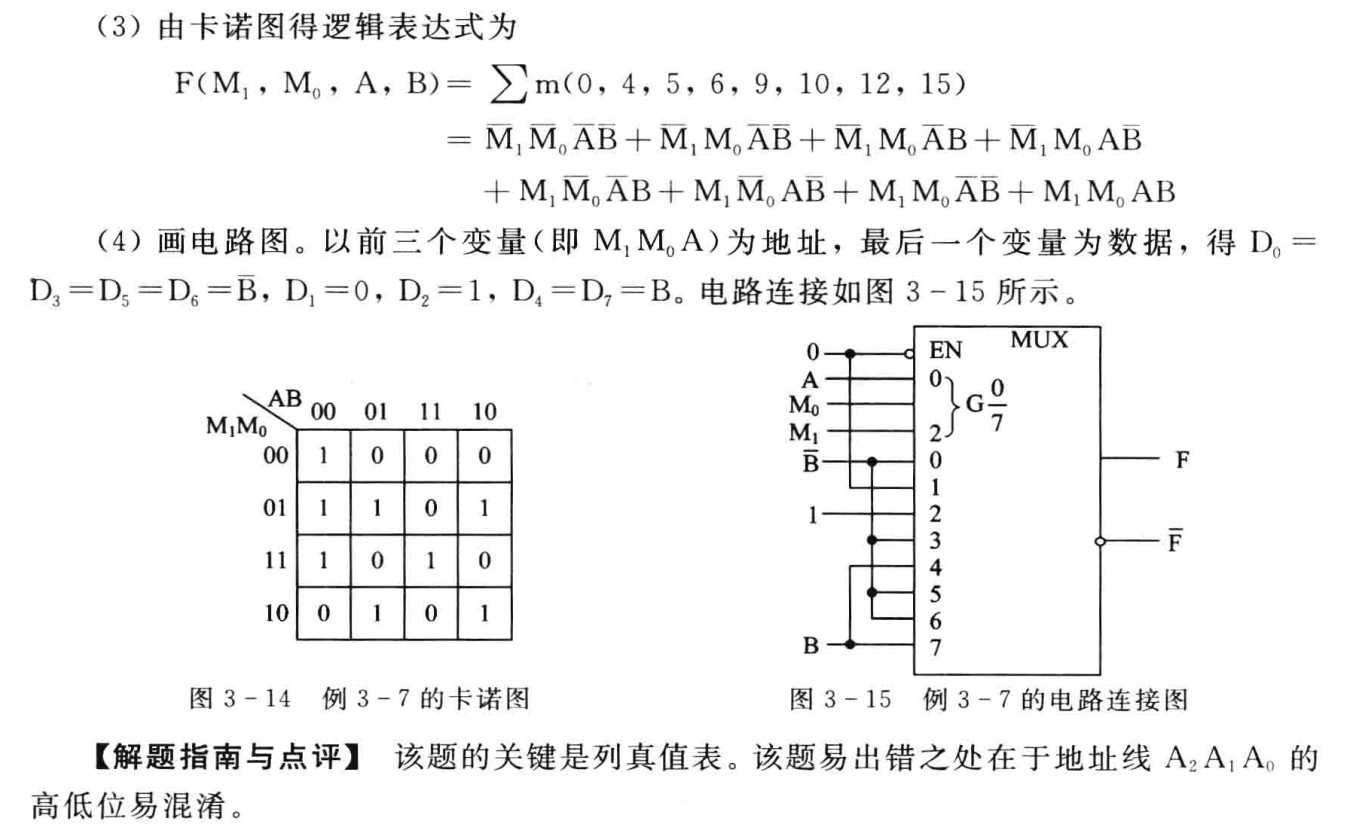 (3) 由卡诺图得逻辑表达式为
F(M₁, M₀, A, B)= ∑m(0, 4, 5, 6, 9, 10, 12, 15)
= M̅₁M̅₀A̅B̅+M̅₁M₀A̅B̅+M̅₁M₀A̅B+M̅₁M₀AB̅
+M₁M̅₀A̅B+M₁M̅₀AB̅+M₁M₀A̅B̅+M₁M₀AB
(4) 画电路图。以前三个变量(即 M₁M₀A)为地址，最后一个变量为数据，得 D₀=
D₃=D₅=D₆=B̅, D₁=0, D₂=1, D₄=D₇=B。电路连接如图 3-15 所示。
AB
M₁M₀
00 01 11 10
00 1 0 0 0
01 1 1 0 1
11 1 0 1 0
10 0 1 0 1
图 3-14 例 3-7 的卡诺图
MUX
0 EN
A 0
M₀ G 0/7
M₁ 2
B̅ 0
1
1 2
3
4
5
6
B 7
F
F̅
图 3-15 例 3-7 的电路连接图
【解题指南与点评】 该题的关键是列真值表。该题易出错之处在于地址线 A₂A₁A₀ 的
高低位易混淆。